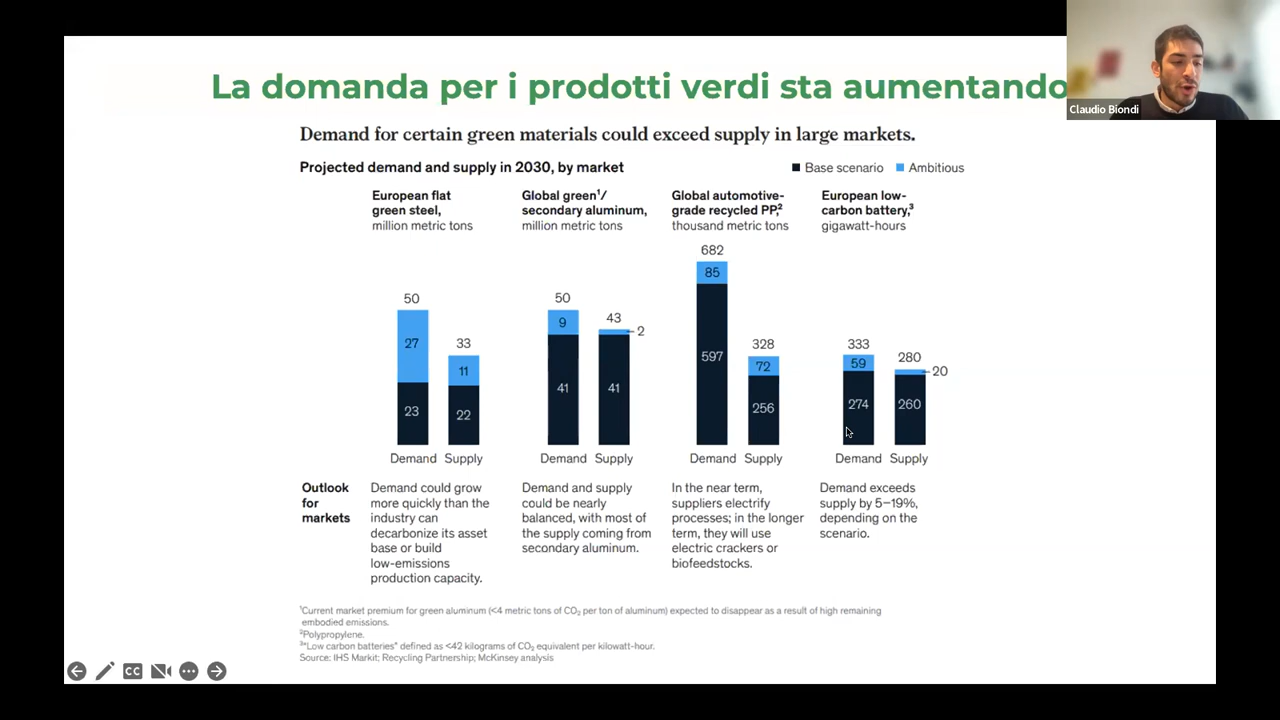 La domanda per i prodotti verdi sta aumentando
Claudio Biondi
Demand for certain green materials could exceed supply in large markets.
Projected demand and supply in 2030, by market
Base scenario
Ambitious
European flat
green steel,
million metric tons
Global green¹/
secondary aluminum,
million metric tons
Global automotive-
grade recycled PP,²
thousand metric tons
European low-
carbon battery,³
gigawatt-hours
50
27
23
33
11
22
Demand Supply
50
9
41
43
2
41
Demand Supply
682
85
597
328
72
256
Demand Supply
333
59
274
280
20
260
Demand Supply
Outlook
for
markets
Demand could grow
more quickly than the
industry can
decarbonize its asset
base or build
low-emissions
production capacity.
Demand and supply
could be nearly
balanced, with most of
the supply coming from
secondary aluminum.
In the near term,
suppliers electrify
processes; in the longer
term, they will use
electric crackers or
biofeedstocks.
Demand exceeds
supply by 5–19%,
depending on the
scenario.
¹Current market premium for green aluminum (<4 metric tons of CO₂ per ton of aluminum) expected to disappear as a result of high remaining
embodied emissions.
²Polypropylene.
³"Low carbon batteries" defined as <42 kilograms of CO₂ equivalent per kilowatt-hour.
Source: IHS Markit; Recycling Partnership; McKinsey analysis
CC